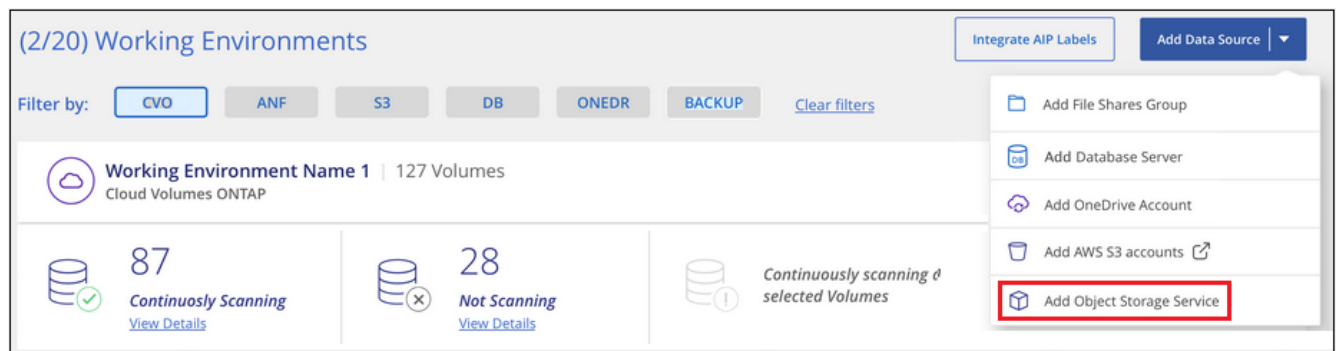 (2/20) Working Environments
Integrate AIP Labels
Add Data Source
Filter by:
CVO
ANF
S3
DB
ONEDR
BACKUP
Clear filters
Add File Shares Group
DB
Add Database Server
Add OneDrive Account
Add AWS S3 accounts
Add Object Storage Service
Working Environment Name 1 | 127 Volumes
Cloud Volumes ONTAP
87
Continuosly Scanning
View Details
28
Not Scanning
View Details
Continuously scanning
selected Volumes